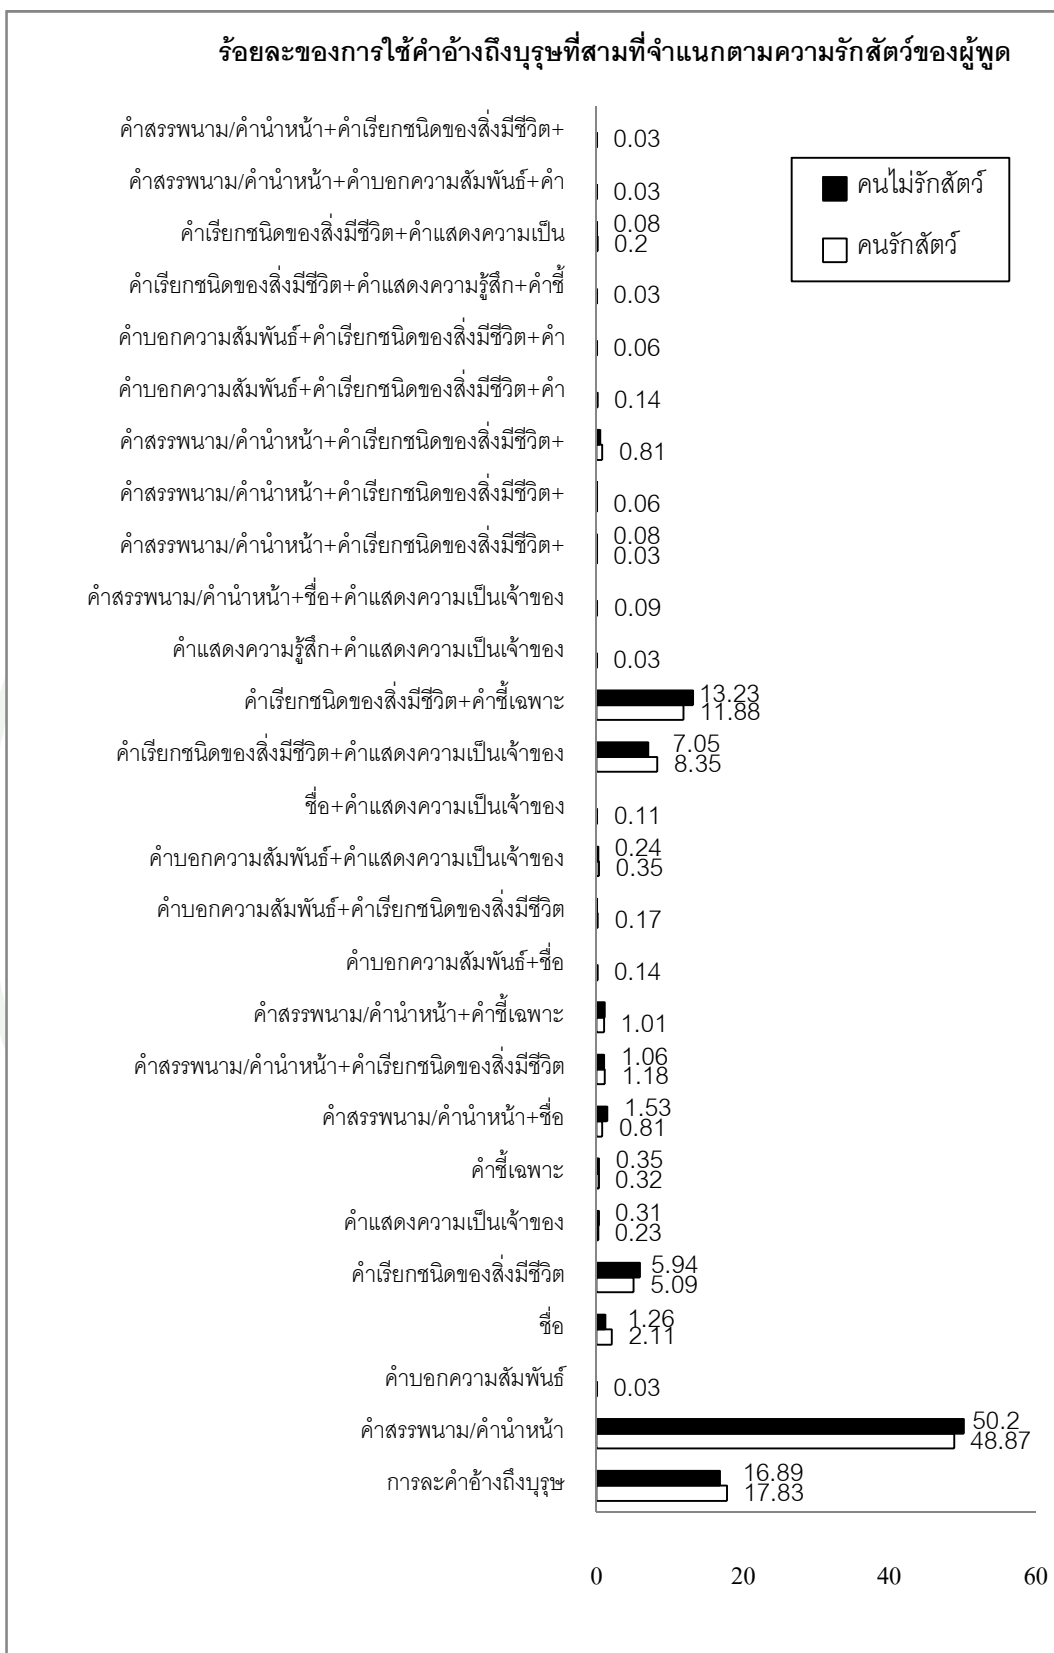 ร้อยละของการใช้คำอ้างถึงบุรุษที่สามที่จำแนกตามความรักสัตว์ของผู้พูด
คนไม่รักสัตว์
คนรักสัตว์
คำสรรพนาม/คำนำหน้า+คำเรียกชนิดของสิ่งมีชีวิต+
0.03
คำสรรพนาม/คำนำหน้า+คำบอกความสัมพันธ์+คำ
0.03
คำเรียกชนิดของสิ่งมีชีวิต+คำแสดงความเป็น
0.08
0.2
คำเรียกชนิดของสิ่งมีชีวิต+คำแสดงความรู้สึก+คำชี้
0.03
คำบอกความสัมพันธ์+คำเรียกชนิดของสิ่งมีชีวิต+คำ
0.06
คำบอกความสัมพันธ์+คำเรียกชนิดของสิ่งมีชีวิต+คำ
0.14
คำสรรพนาม/คำนำหน้า+คำเรียกชนิดของสิ่งมีชีวิต+
0.81
คำสรรพนาม/คำนำหน้า+คำเรียกชนิดของสิ่งมีชีวิต+
0.06
คำสรรพนาม/คำนำหน้า+คำเรียกชนิดของสิ่งมีชีวิต+
0.08
0.03
คำสรรพนาม/คำนำหน้า+ชื่อ+คำแสดงความเป็นเจ้าของ
0.09
คำแสดงความรู้สึก+คำแสดงความเป็นเจ้าของ
0.03
คำเรียกชนิดของสิ่งมีชีวิต+คำชี้เฉพาะ
13.23
11.88
คำเรียกชนิดของสิ่งมีชีวิต+คำแสดงความเป็นเจ้าของ
7.05
8.35
ชื่อ+คำแสดงความเป็นเจ้าของ
0.11
คำบอกความสัมพันธ์+คำแสดงความเป็นเจ้าของ
0.24
0.35
คำบอกความสัมพันธ์+คำเรียกชนิดของสิ่งมีชีวิต
0.17
คำบอกความสัมพันธ์+ชื่อ
0.14
คำสรรพนาม/คำนำหน้า+คำชี้เฉพาะ
1.01
คำสรรพนาม/คำนำหน้า+คำเรียกชนิดของสิ่งมีชีวิต
1.06
1.18
คำสรรพนาม/คำนำหน้า+ชื่อ
1.53
0.81
คำชี้เฉพาะ
0.35
0.32
คำแสดงความเป็นเจ้าของ
0.31
0.23
คำเรียกชนิดของสิ่งมีชีวิต
5.94
5.09
ชื่อ
1.26
2.11
คำบอกความสัมพันธ์
0.03
คำสรรพนาม/คำนำหน้า
50.2
48.87
การละคำอ้างถึงบุรุษ
16.89
17.83
0 20 40 60